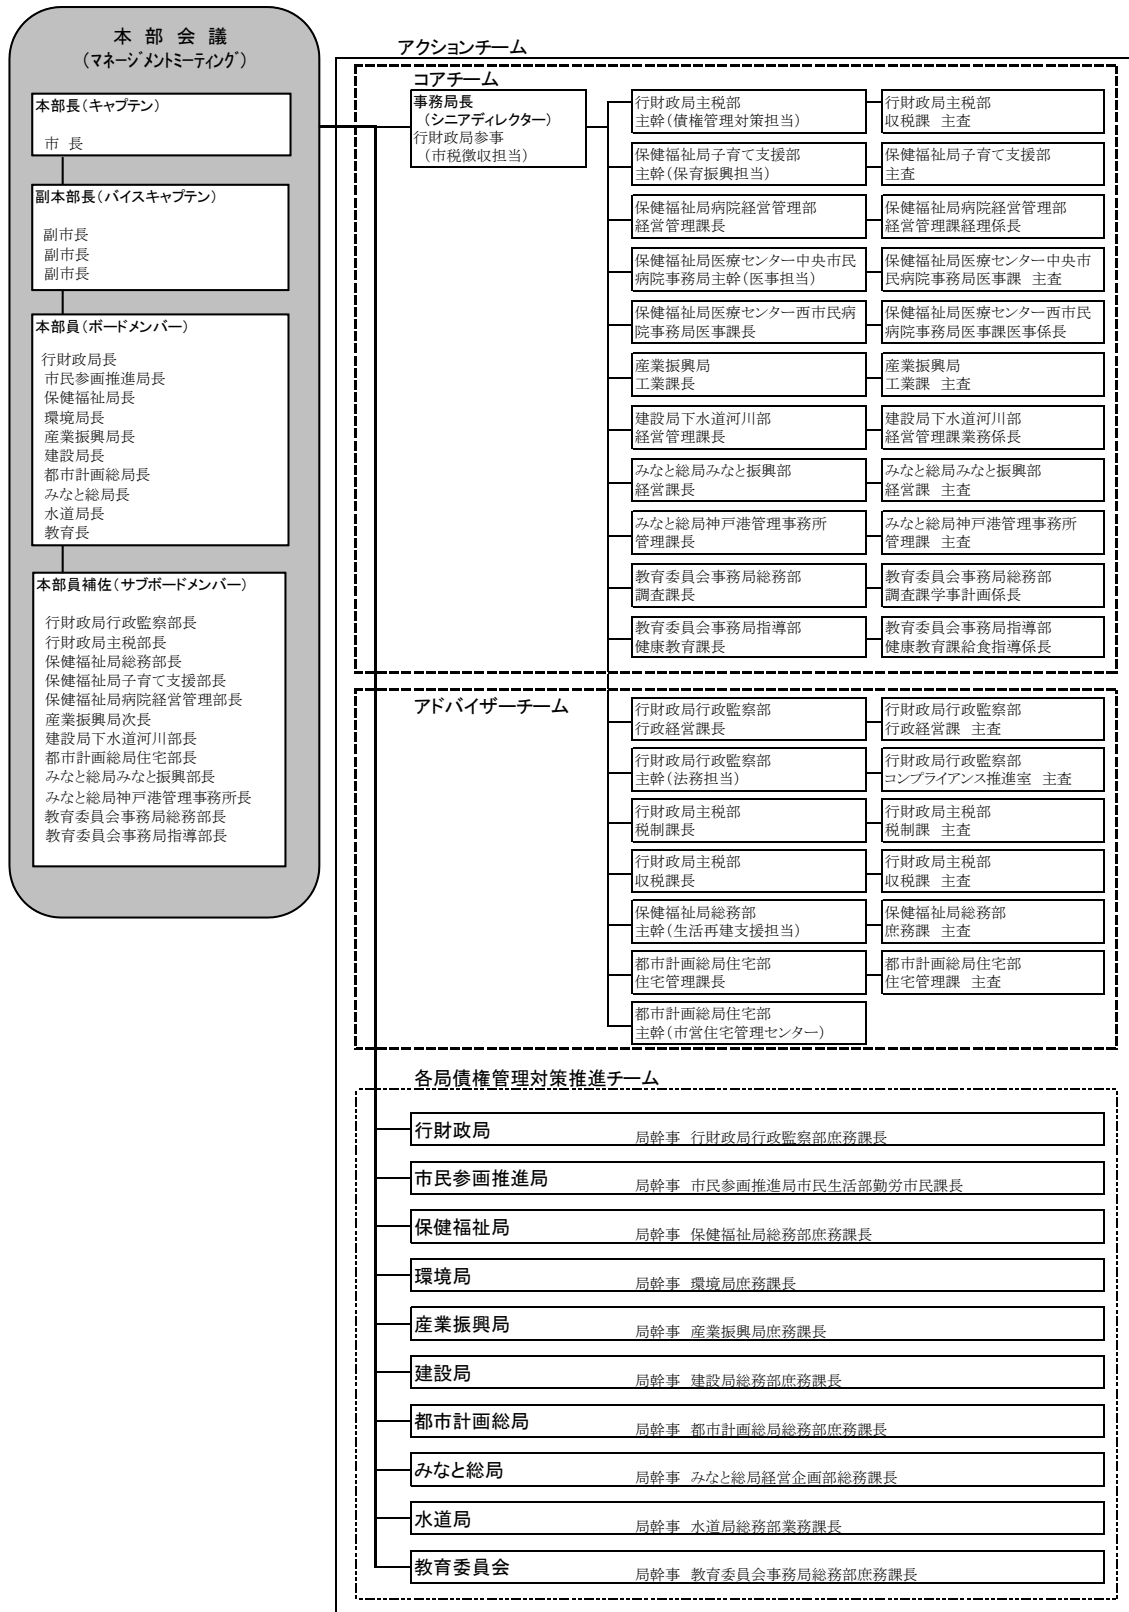 本 部 会 議
(マネージメントミーティング)
本部長(キャプテン)
市 長
副本部長(バイスキャプテン)
副市長
副市長
副市長
本部員(ボードメンバー)
行財政局長
市民参画推進局長
保健福祉局長
環境局長
産業振興局長
建設局長
都市計画総局長
みなと総局長
水道局長
教育長
本部員補佐(サブボードメンバー)
行財政局行政監察部長
行財政局主税部長
保健福祉局総務部長
保健福祉局子育て支援部長
保健福祉局病院経営管理部長
産業振興局次長
建設局下水道河川部長
都市計画総局住宅部長
みなと総局みなと振興部長
みなと総局神戸港管理事務所長
教育委員会事務局総務部長
教育委員会事務局指導部長
アクションチーム
コアチーム
事務局長
(シニアディレクター)
行財政局参事
(市税徴収担当)
行財政局主税部
主幹(債権管理対策担当)
行財政局主税部
収税課 主査
保健福祉局子育て支援部
主幹(保育振興担当)
保健福祉局子育て支援部
主査
保健福祉局病院経営管理部
経営管理課長
保健福祉局病院経営管理部
経営管理課経理係長
保健福祉局医療センター中央市民
病院事務局主幹(医事担当)
保健福祉局医療センター中央市
民病院事務局医事課 主査
保健福祉局医療センター西市民病
院事務局医事課長
保健福祉局医療センター西市民
病院事務局医事課医事係長
産業振興局
工業課長
産業振興局
工業課 主査
建設局下水道河川部
経営管理課長
建設局下水道河川部
経営管理課業務係長
みなと総局みなと振興部
経営課長
みなと総局みなと振興部
経営課 主査
みなと総局神戸港管理事務所
管理課長
みなと総局神戸港管理事務所
管理課 主査
教育委員会事務局総務部
調査課長
教育委員会事務局総務部
調査課学事計画係長
教育委員会事務局指導部
健康教育課長
教育委員会事務局指導部
健康教育課給食指導係長
アドバイザーチーム
行財政局行政監察部
行政経営課長
行財政局行政監察部
行政経営課 主査
行財政局行政監察部
主幹(法務担当)
行財政局行政監察部
コンプライアンス推進室 主査
行財政局主税部
税制課長
行財政局主税部
税制課 主査
行財政局主税部
収税課長
行財政局主税部
収税課 主査
保健福祉局総務部
主幹(生活再建支援担当)
保健福祉局総務部
庶務課 主査
都市計画総局住宅部
住宅管理課長
都市計画総局住宅部
住宅管理課 主査
都市計画総局住宅部
主幹(市営住宅管理センター)
各局債権管理対策推進チーム
行財政局 局幹事 行財政局行政監察部庶務課長
市民参画推進局 局幹事 市民参画推進局市民生活部勤労市民課長
保健福祉局 局幹事 保健福祉局総務部庶務課長
環境局 局幹事 環境局庶務課長
産業振興局 局幹事 産業振興局庶務課長
建設局 局幹事 建設局総務部庶務課長
都市計画総局 局幹事 都市計画総局総務部庶務課長
みなと総局 局幹事 みなと総局経営企画部総務課長
水道局 局幹事 水道局総務部業務課長
教育委員会 局幹事 教育委員会事務局総務部庶務課長